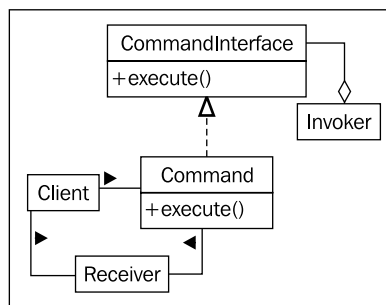 CommandInterface
+execute()
Invoker
Command
+execute()
Client
Receiver